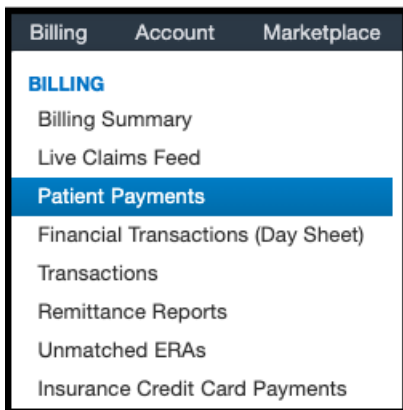 Billing Account Marketplace
BILLING
Billing Summary
Live Claims Feed
Patient Payments
Financial Transactions (Day Sheet)
Transactions
Remittance Reports
Unmatched ERAs
Insurance Credit Card Payments